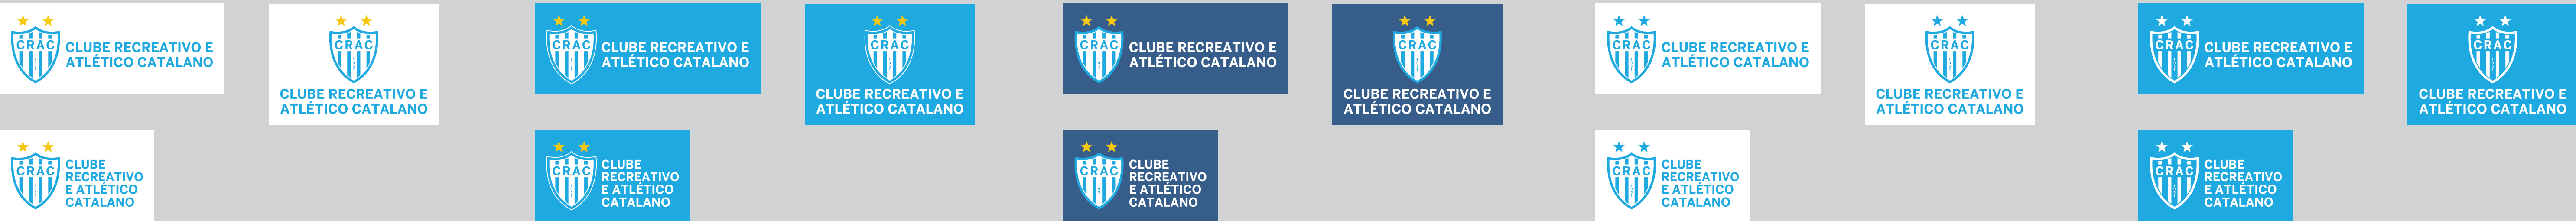 CRAC
CLUBE RECREATIVO E
ATLÉTICO CATALANO
CRAC
CLUBE RECREATIVO E
ATLÉTICO CATALANO
CRAC
CLUBE RECREATIVO E
ATLÉTICO CATALANO
CRAC
CLUBE RECREATIVO E
ATLÉTICO CATALANO
CRAC
CLUBE RECREATIVO E
ATLÉTICO CATALANO
CRAC
CLUBE RECREATIVO E
ATLÉTICO CATALANO
CRAC
CLUBE RECREATIVO E
ATLÉTICO CATALANO
CRAC
CLUBE RECREATIVO E
ATLÉTICO CATALANO
CRAC
CLUBE RECREATIVO E
ATLÉTICO CATALANO
CRAC
CLUBE RECREATIVO E
ATLÉTICO CATALANO
CRAC
CLUBE
RECREATIVO
E ATLÉTICO
CATALANO
CRAC
CLUBE
RECREATIVO
E ATLÉTICO
CATALANO
CRAC
CLUBE
RECREATIVO
E ATLÉTICO
CATALANO
CRAC
CLUBE
RECREATIVO
E ATLÉTICO
CATALANO
CRAC
CLUBE
RECREATIVO
E ATLÉTICO
CATALANO